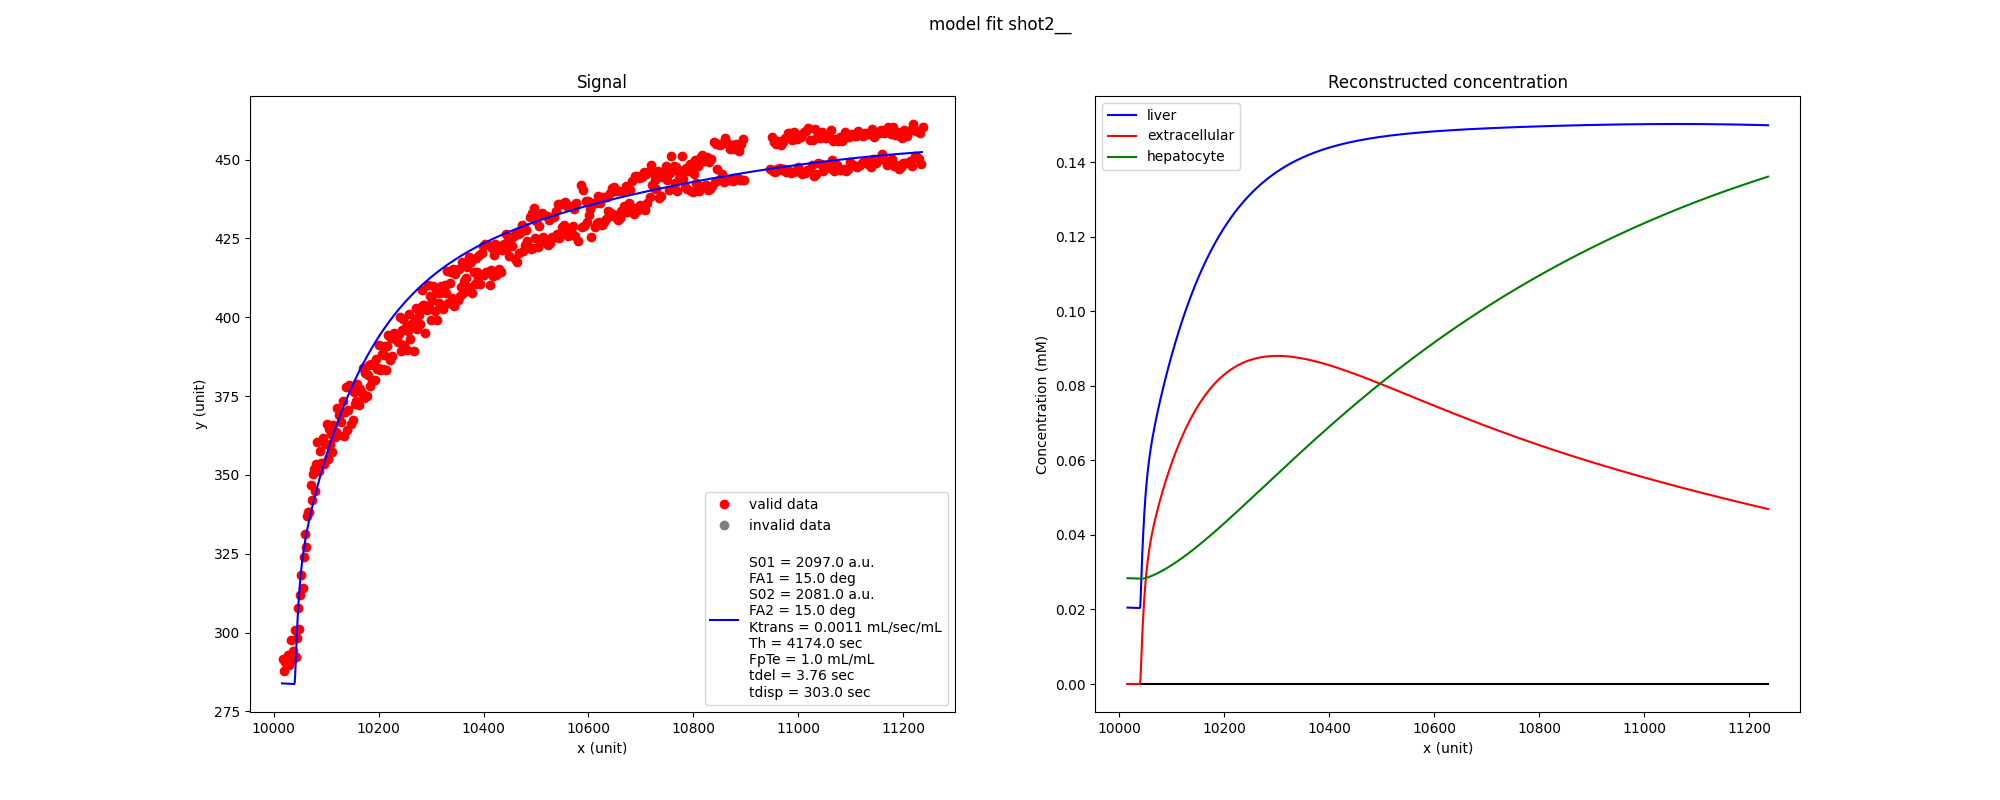 model fit shot2__
Signal
y (unit)
450
425
400
375
350
325
300
275
10000
10200
10400
10600
10800
11000
11200
x (unit)
valid data
invalid data
S01 = 2097.0 a.u.
FA1 = 15.0 deg
S02 = 2081.0 a.u.
FA2 = 15.0 deg
Ktrans = 0.0011 mL/sec/mL
Th = 4174.0 sec
FpTe = 1.0 mL/mL
tdel = 3.76 sec
tdisp = 303.0 sec
Reconstructed concentration
liver
extracellular
hepatocyte
Concentration (mM)
0.14
0.12
0.10
0.08
0.06
0.04
0.02
0.00
10000
10200
10400
10600
10800
11000
11200
x (unit)